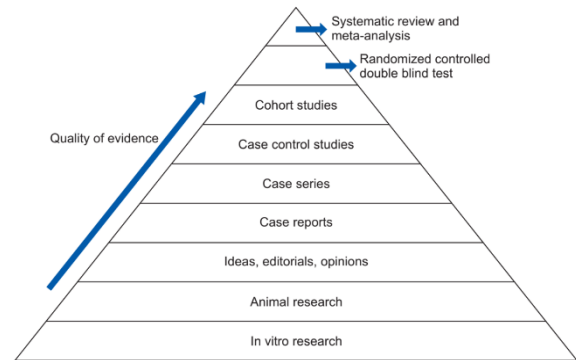 Systematic review and
meta-analysis
Randomized controlled
double blind test
Cohort studies
Quality of evidence
Case control studies
Case series
Case reports
Ideas, editorials, opinions
Animal research
In vitro research